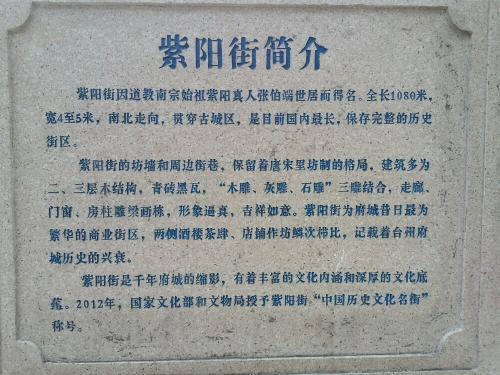 紫阳街简介
紫阳街因道教南宗始祖紫阳真人张伯端世居而得名。全长1080米，
宽4至5米，南北走向，贯穿古城区，是目前国内最长，保存完整的历史
街区。
紫阳街的坊墙和周边街巷，保留着唐宋里坊制的格局，建筑多为
二、三层木结构，青砖黑瓦，“木雕、灰雕、石雕”三雕结合，走廊、
门窗、房柱雕梁画栋，形象逼真，吉祥如意。紫阳街为府城昔日最为
繁华的商业街区，两侧酒楼茶肆、店铺作坊鳞次栉比，记载着台州府
城历史的兴衰。
紫阳街是千年府城的缩影，有着丰富的文化内涵和深厚的文化底
蕴。2012年，国家文化部和文物局授予紫阳街“中国历史文化名街”
称号。